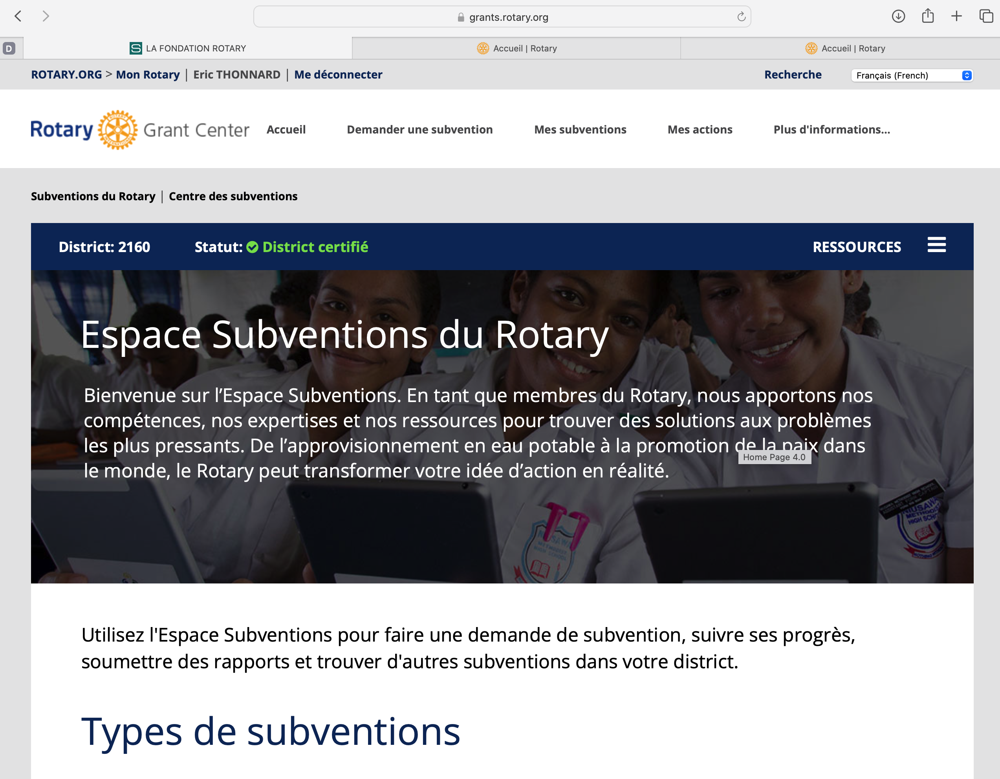 grants.rotary.org
D
LA FONDATION ROTARY
Accueil | Rotary
Accueil | Rotary
ROTARY.ORG > Mon Rotary | Eric THONNARD | Me déconnecter
Recherche
Français (French)
Rotary Grant Center
Accueil
Demander une subvention
Mes subventions
Mes actions
Plus d'informations...
Subventions du Rotary | Centre des subventions
District: 2160
Statut: District certifié
RESSOURCES
Espace Subventions du Rotary
Bienvenue sur l’Espace Subventions. En tant que membres du Rotary, nous apportons nos
compétences, nos expertises et nos ressources pour trouver des solutions aux problèmes
les plus pressants. De l’approvisionnement en eau potable à la promotion de la paix dans
Home Page 4.0
le monde, le Rotary peut transformer votre idée d’action en réalité.
METHODIST
HIGH SCHOOL
Utilisez l'Espace Subventions pour faire une demande de subvention, suivre ses progrès,
soumettre des rapports et trouver d'autres subventions dans votre district.
Types de subventions